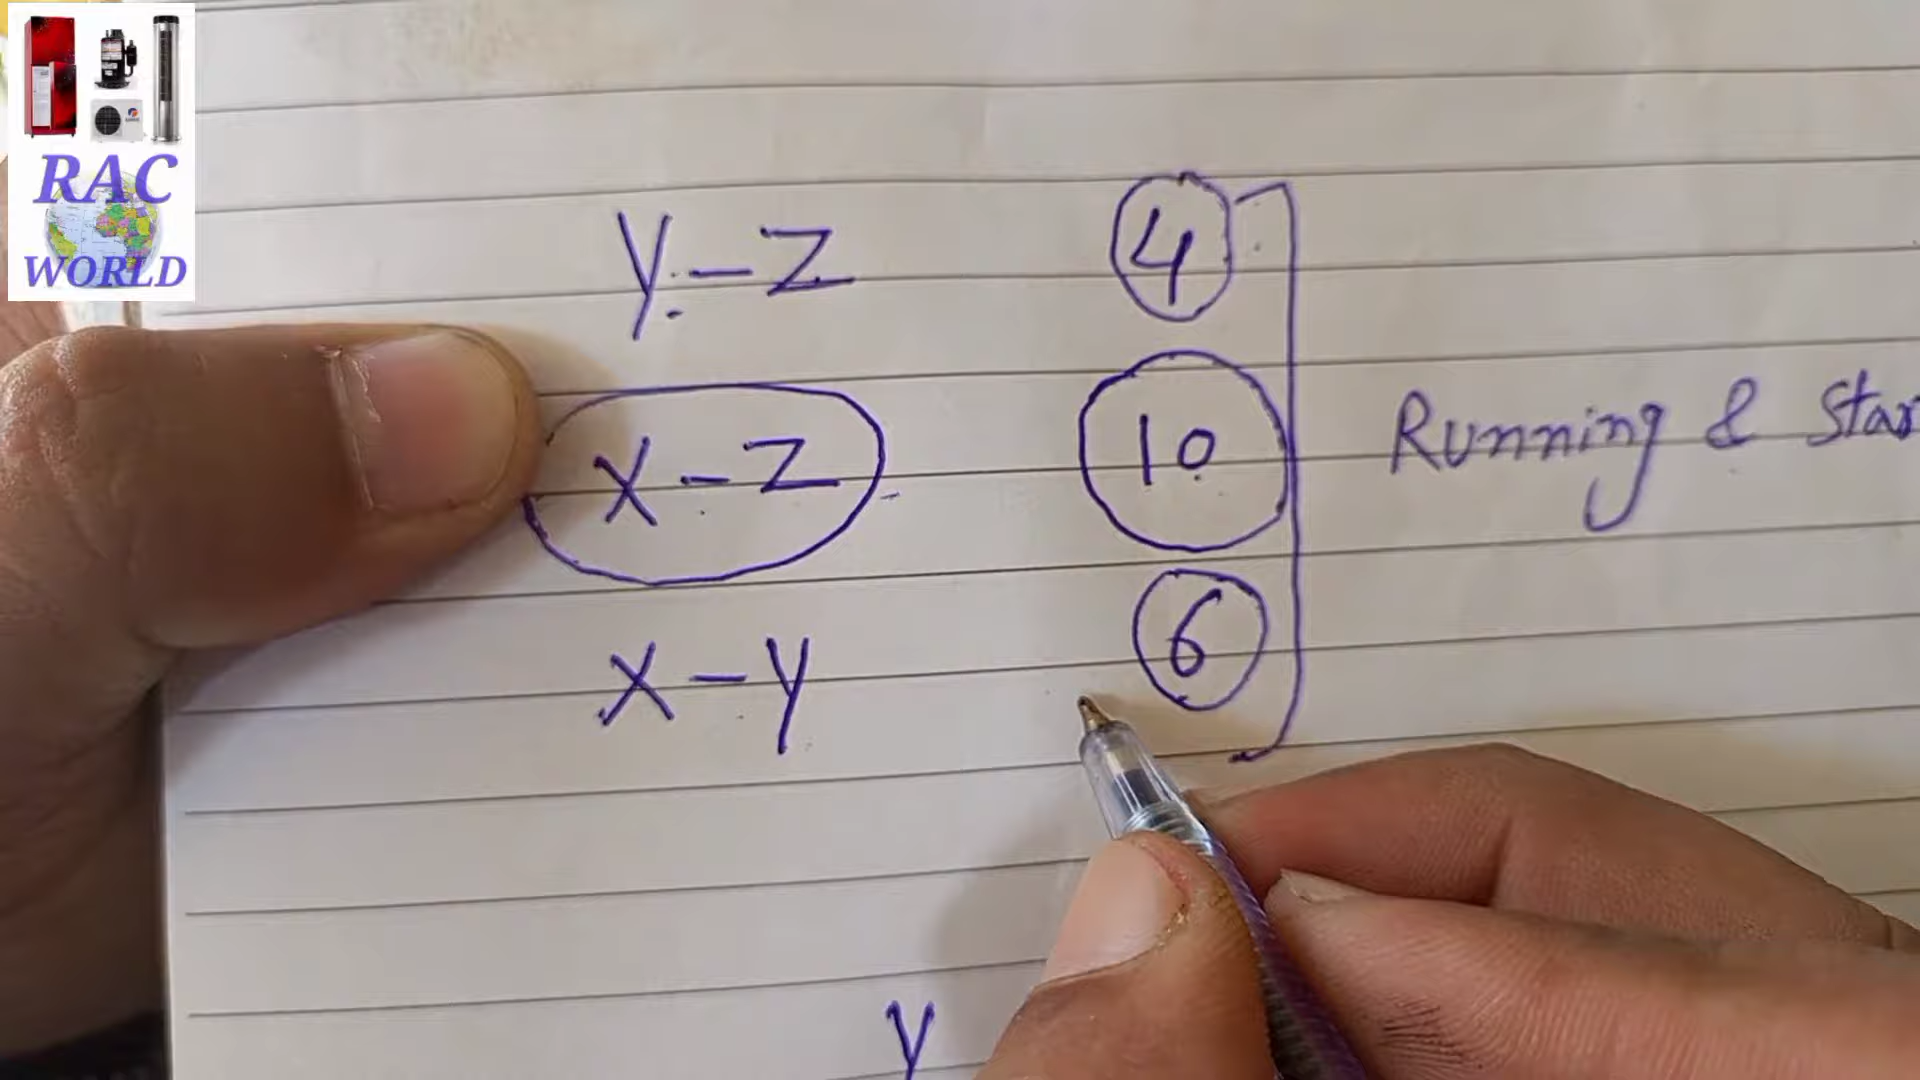 RAC
WORLD
y - z 4
x - z 10 Running &
x - y 6
y